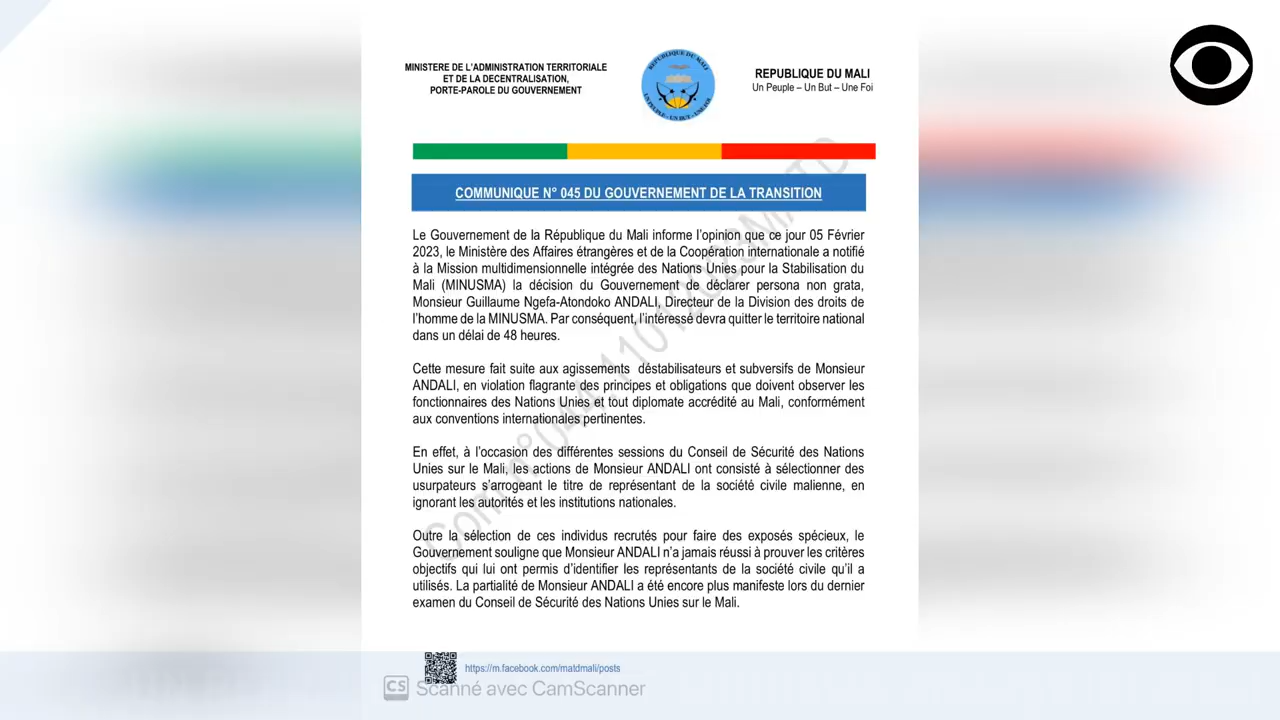 MINISTERE DE L'ADMINISTRATION TERRITORIALE
ET DE LA DECENTRALISATION,
PORTE-PAROLE DU GOUVERNEMENT
REPUBLIQUE DU MALI
UN PEUPLE - UN BUT - UNE FOI
REPUBLIQUE DU MALI
Un Peuple – Un But – Une Foi
COMMUNIQUE N° 045 DU GOUVERNEMENT DE LA TRANSITION
Le Gouvernement de la République du Mali informe l'opinion que ce jour 05 Février
2023, le Ministère des Affaires étrangères et de la Coopération internationale a notifié
à la Mission multidimensionnelle intégrée des Nations Unies pour la Stabilisation du
Mali (MINUSMA) la décision du Gouvernement de déclarer persona non grata,
Monsieur Guillaume Ngefa-Atondoko ANDALI, Directeur de la Division des droits de
l'homme de la MINUSMA. Par conséquent, l'intéressé devra quitter le territoire national
dans un délai de 48 heures.
Cette mesure fait suite aux agissements déstabilisateurs et subversifs de Monsieur
ANDALI, en violation flagrante des principes et obligations que doivent observer les
fonctionnaires des Nations Unies et tout diplomate accrédité au Mali, conformément
aux conventions internationales pertinentes.
En effet, à l'occasion des différentes sessions du Conseil de Sécurité des Nations
Unies sur le Mali, les actions de Monsieur ANDALI ont consisté à sélectionner des
usurpateurs s'arrogeant le titre de représentant de la société civile malienne, en
ignorant les autorités et les institutions nationales.
Outre la sélection de ces individus recrutés pour faire des exposés spécieux, le
Gouvernement souligne que Monsieur ANDALI n'a jamais réussi à prouver les critères
objectifs qui lui ont permis d'identifier les représentants de la société civile qu'il a
utilisés. La partialité de Monsieur ANDALI a été encore plus manifeste lors du dernier
examen du Conseil de Sécurité des Nations Unies sur le Mali.
https://m.facebook.com/matdmali/posts
CS Scanné avec CamScanner